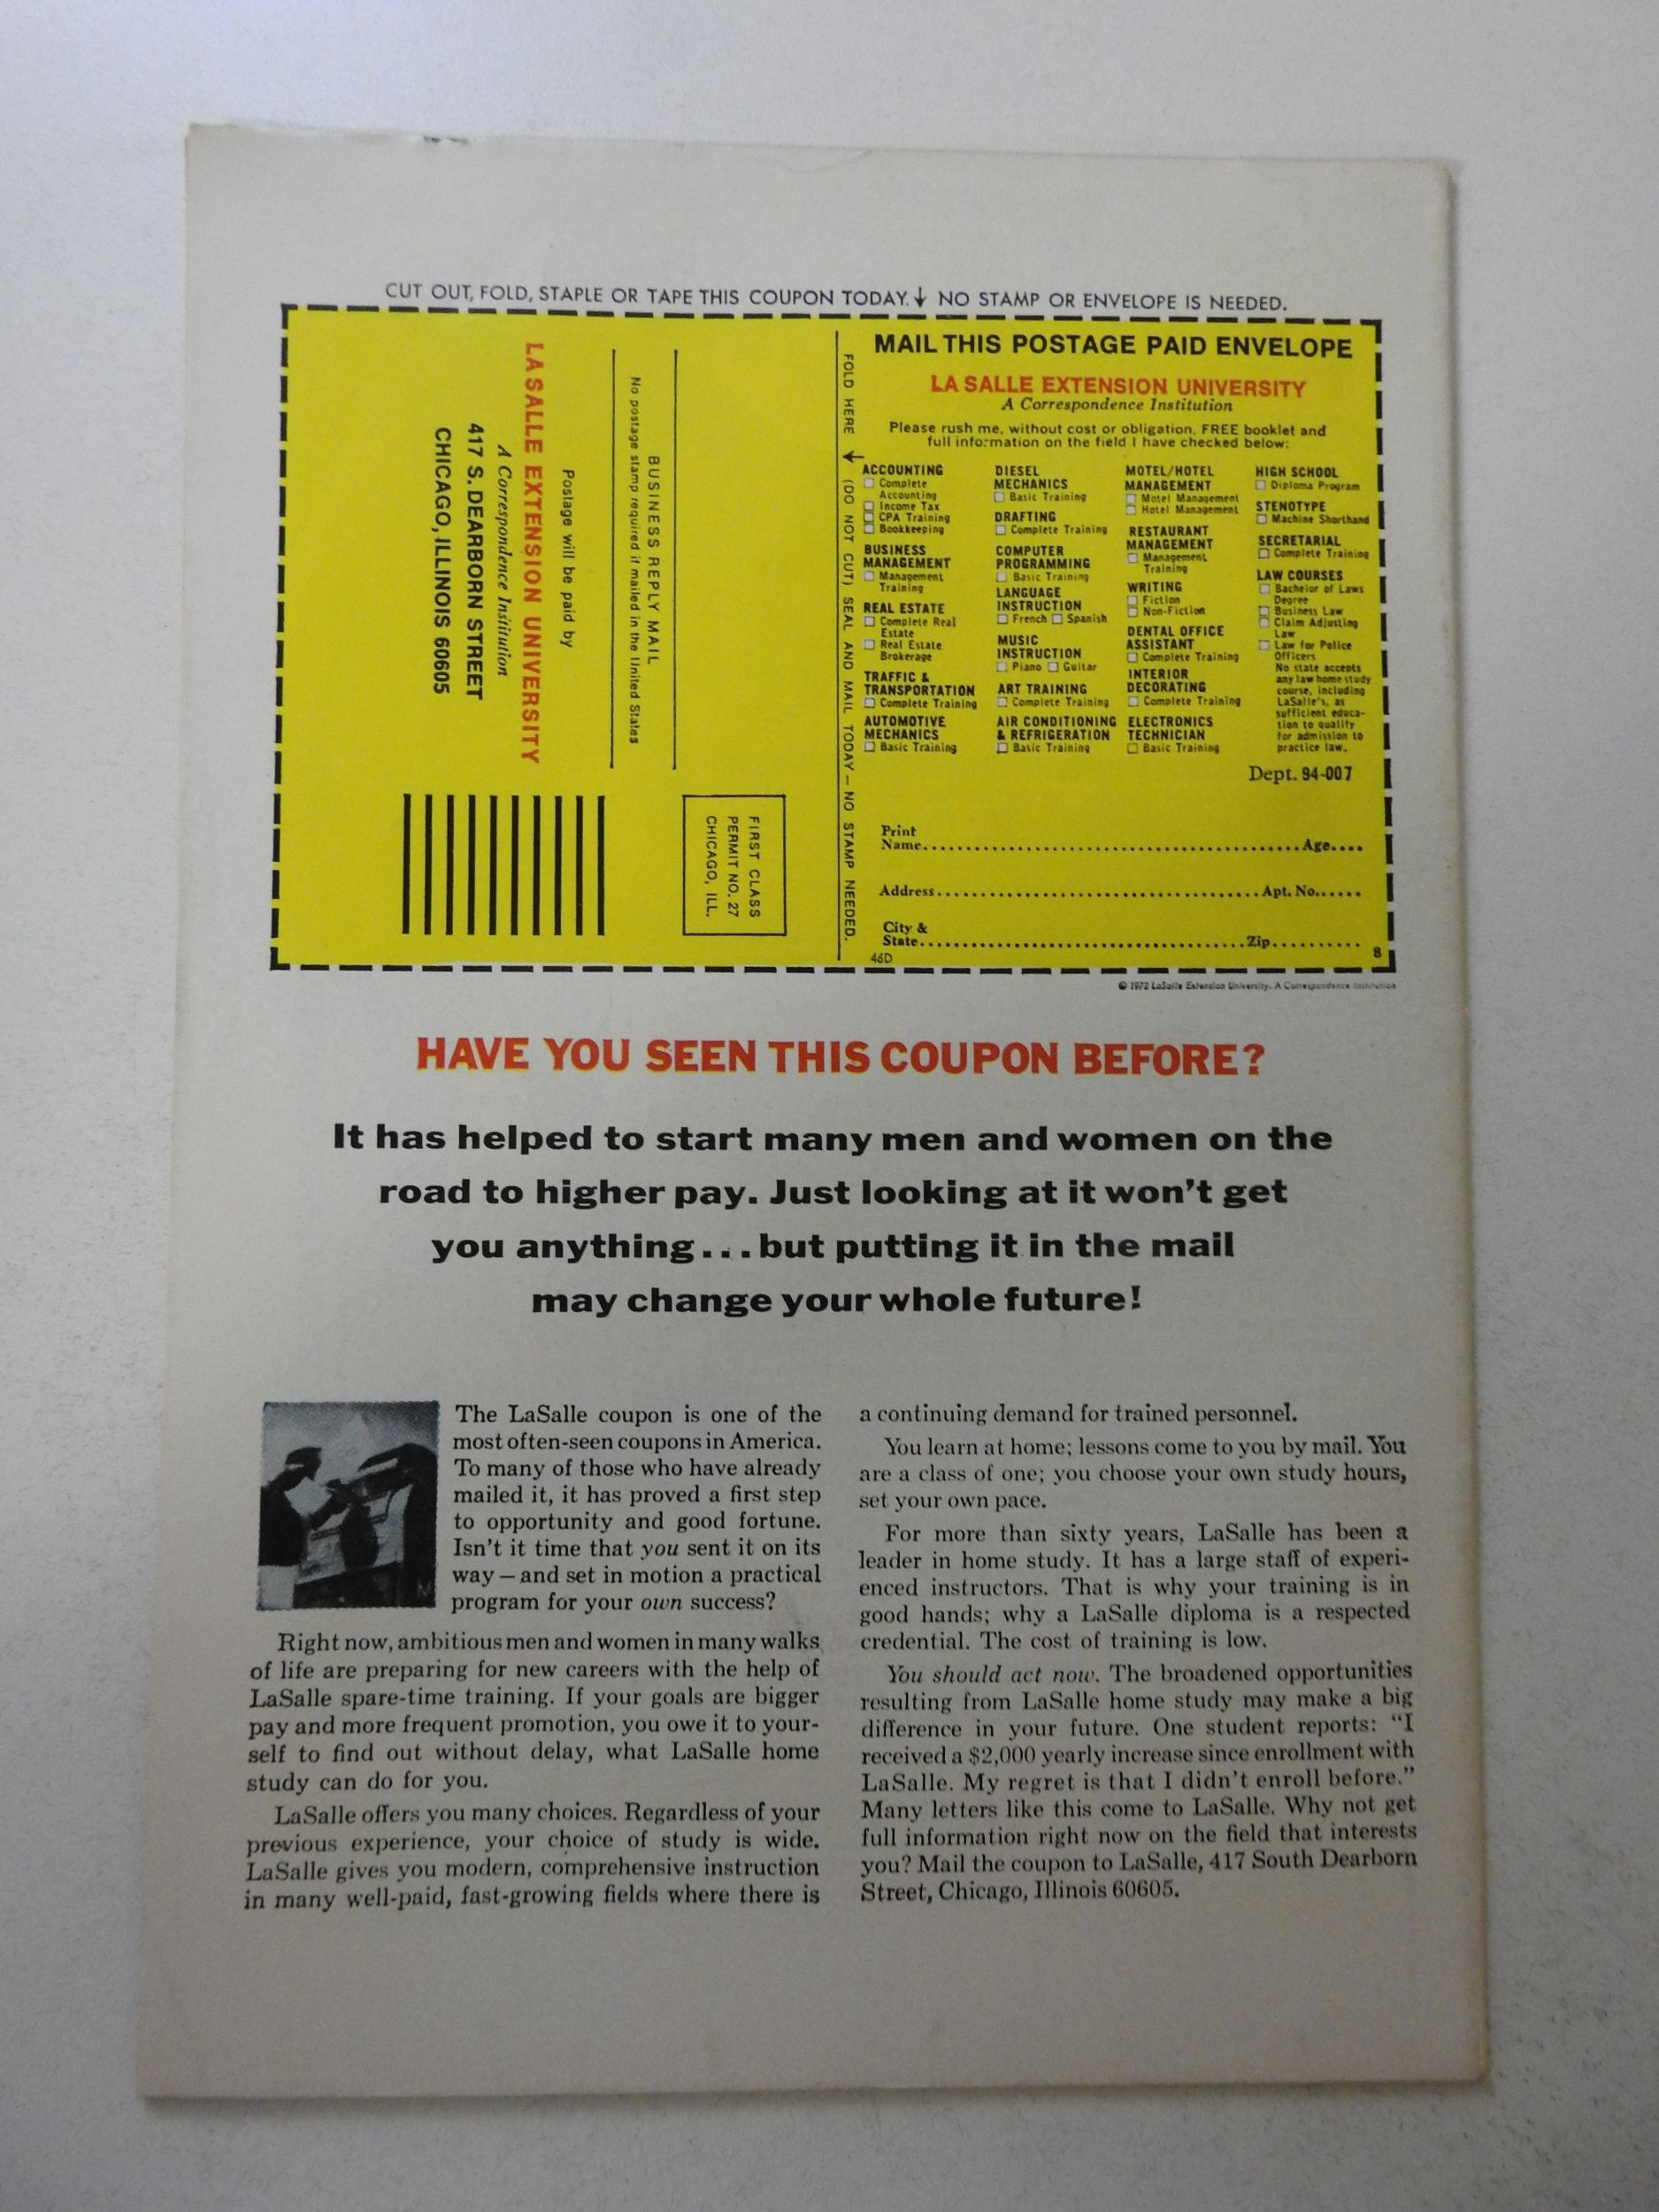 CUT OUT, FOLD, STAPLE OR TAPE THIS COUPON TODAY. ↓ NO STAMP OR ENVELOPE IS NEEDED.
FIRST CLASS
PERMIT NO. 27
CHICAGO, ILL.
BUSINESS REPLY MAIL
No postage stamp required if mailed in the United States
Postage will be paid by
LA SALLE EXTENSION UNIVERSITY
A Correspondence Institution
417 S. DEARBORN STREET
CHICAGO, ILLINOIS 60605
FOLD HERE → (DO NOT CUT) SEAL AND MAIL TODAY – NO STAMP NEEDED.
MAIL THIS POSTAGE PAID ENVELOPE
LA SALLE EXTENSION UNIVERSITY
A Correspondence Institution
Please rush me, without cost or obligation, FREE booklet and
full information on the field I have checked below:
ACCOUNTING
□ Complete
Accounting
□ Income Tax
□ CPA Training
□ Bookkeeping
BUSINESS
MANAGEMENT
□ Management
Training
REAL ESTATE
□ Complete Real
Estate
□ Real Estate
Brokerage
TRAFFIC &
TRANSPORTATION
□ Complete Training
AUTOMOTIVE
MECHANICS
□ Basic Training
DIESEL
MECHANICS
□ Basic Training
DRAFTING
□ Complete Training
COMPUTER
PROGRAMMING
□ Basic Training
LANGUAGE
INSTRUCTION
□ French □ Spanish
MUSIC
INSTRUCTION
□ Piano □ Guitar
ART TRAINING
□ Complete Training
AIR CONDITIONING
& REFRIGERATION
□ Basic Training
MOTEL/HOTEL
MANAGEMENT
□ Motel Management
□ Hotel Management
RESTAURANT
MANAGEMENT
□ Management
Training
WRITING
□ Fiction
□ Non-Fiction
DENTAL OFFICE
ASSISTANT
□ Complete Training
INTERIOR
DECORATING
□ Complete Training
ELECTRONICS
TECHNICIAN
□ Basic Training
HIGH SCHOOL
□ Diploma Program
STENOTYPE
□ Machine Shorthand
SECRETARIAL
□ Complete Training
LAW COURSES
□ Bachelor of Laws
Degree
□ Business Law
□ Claim Adjusting
Law
□ Law for Police
Officers
No state accepts
any law home study
course, including
LaSalle's, as
sufficient educa-
tion to qualify
for admission to
practice law.
Dept. 94-007
Print
Name..........Age....
Address..........Apt. No......
City &
State..........Zip..........
46D 8
© 1972 LaSalle Extension University. A Correspondence Institution
HAVE YOU SEEN THIS COUPON BEFORE?
It has helped to start many men and women on the
road to higher pay. Just looking at it won't get
you anything...but putting it in the mail
may change your whole future!
The LaSalle coupon is one of the
most often-seen coupons in America.
To many of those who have already
mailed it, it has proved a first step
to opportunity and good fortune.
Isn't it time that you sent it on its
way – and set in motion a practical
program for your own success?
Right now, ambitious men and women in many walks
of life are preparing for new careers with the help of
LaSalle spare-time training. If your goals are bigger
pay and more frequent promotion, you owe it to your-
self to find out without delay, what LaSalle home
study can do for you.
LaSalle offers you many choices. Regardless of your
previous experience, your choice of study is wide.
LaSalle gives you modern, comprehensive instruction
in many well-paid, fast-growing fields where there is
a continuing demand for trained personnel.
You learn at home; lessons come to you by mail. You
are a class of one; you choose your own study hours,
set your own pace.
For more than sixty years, LaSalle has been a
leader in home study. It has a large staff of experi-
enced instructors. That is why your training is in
good hands; why a LaSalle diploma is a respected
credential. The cost of training is low.
You should act now. The broadened opportunities
resulting from LaSalle home study may make a big
difference in your future. One student reports: "I
received a $2,000 yearly increase since enrollment with
LaSalle. My regret is that I didn't enroll before."
Many letters like this come to LaSalle. Why not get
full information right now on the field that interests
you? Mail the coupon to LaSalle, 417 South Dearborn
Street, Chicago, Illinois 60605.